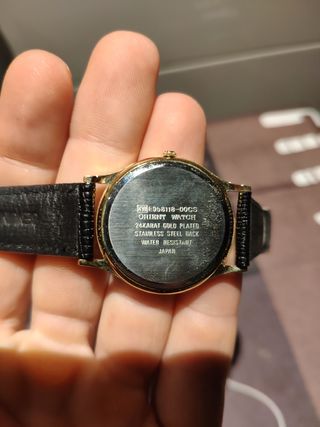 ORIENT WATCH
24KARAT GOLD PLATED
STAINLESS STEEL BACK
WATER RESISTANT
JAPAN